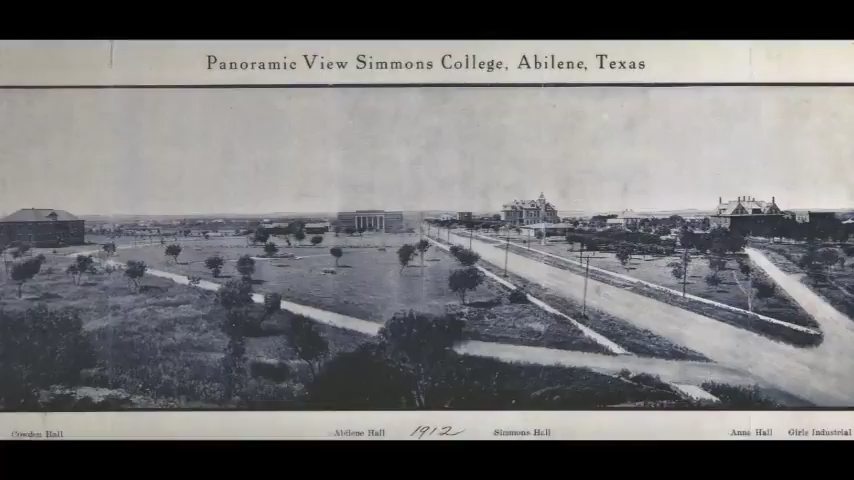 Panoramic View Simmons College, Abilene, Texas
Cowden Hall Abilene Hall 1912 Simmons Hall Anna Hall Girls Industrial